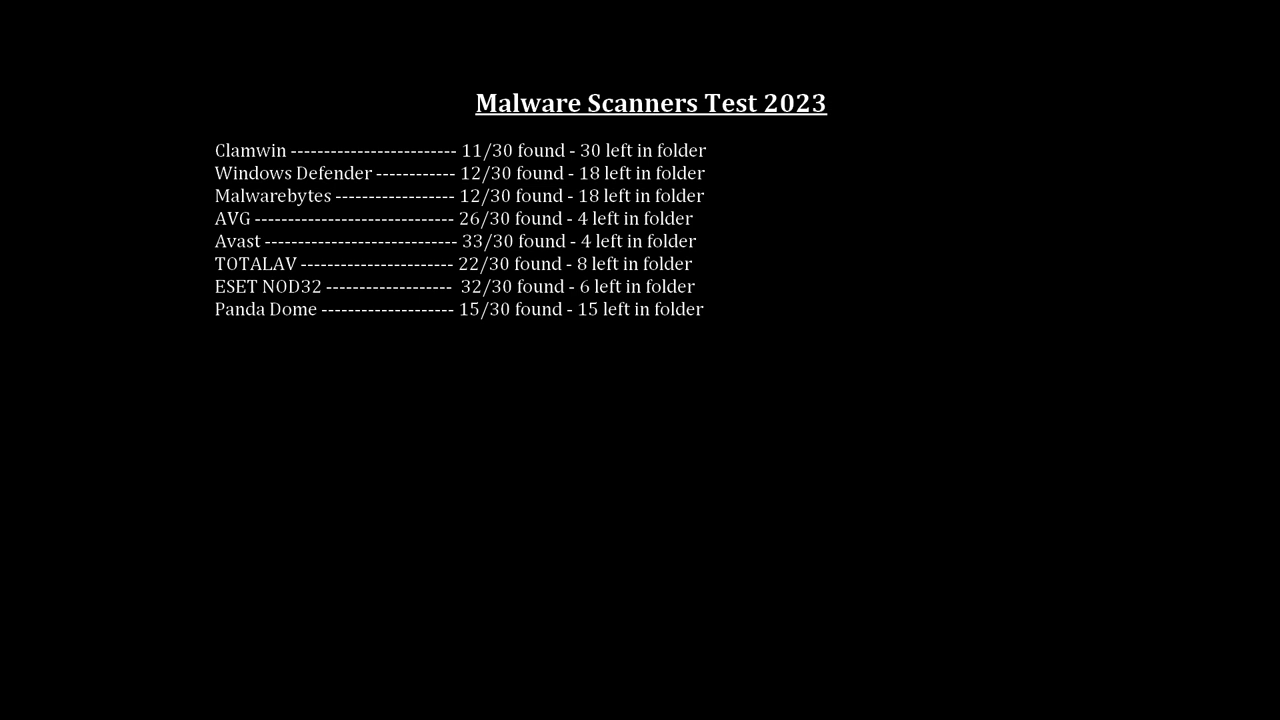 Malware Scanners Test 2023
Clamwin ------------------------- 11/30 found - 30 left in folder
Windows Defender ------------ 12/30 found - 18 left in folder
Malwarebytes ------------------ 12/30 found - 18 left in folder
AVG ------------------------------ 26/30 found - 4 left in folder
Avast ----------------------------- 33/30 found - 4 left in folder
TOTALAV ----------------------- 22/30 found - 8 left in folder
ESET NOD32 ------------------- 32/30 found - 6 left in folder
Panda Dome -------------------- 15/30 found - 15 left in folder